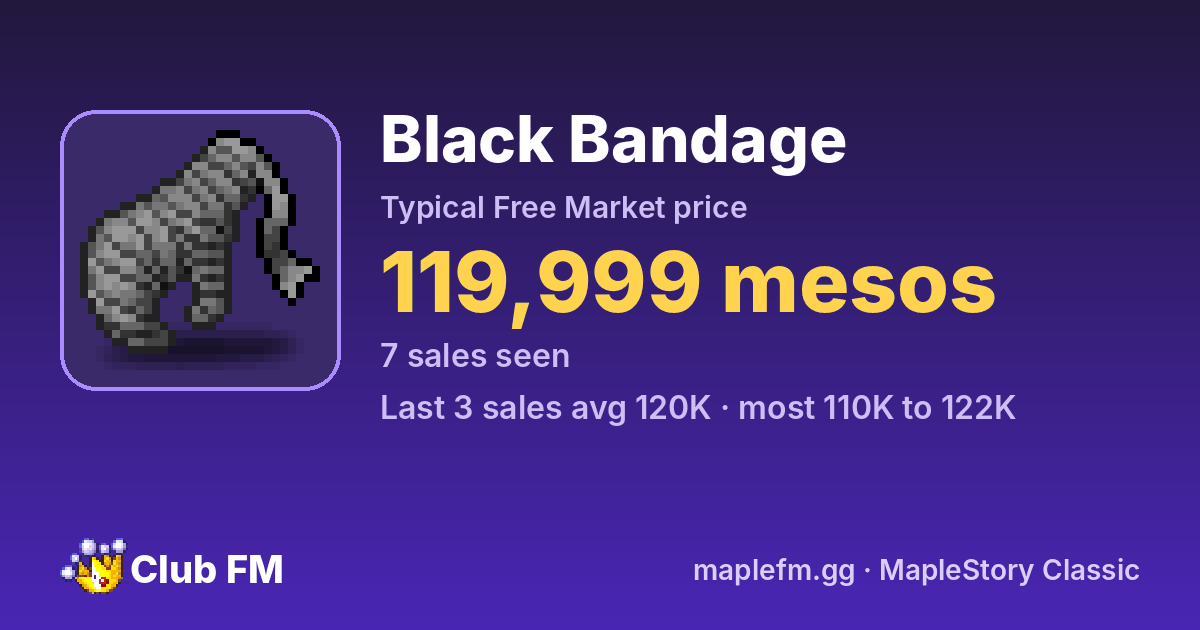 Black Bandage
Typical Free Market price
119,999 mesos
7 sales seen
Last 3 sales avg 120K · most 110K to 122K
Club FM
maplefm.gg · MapleStory Classic